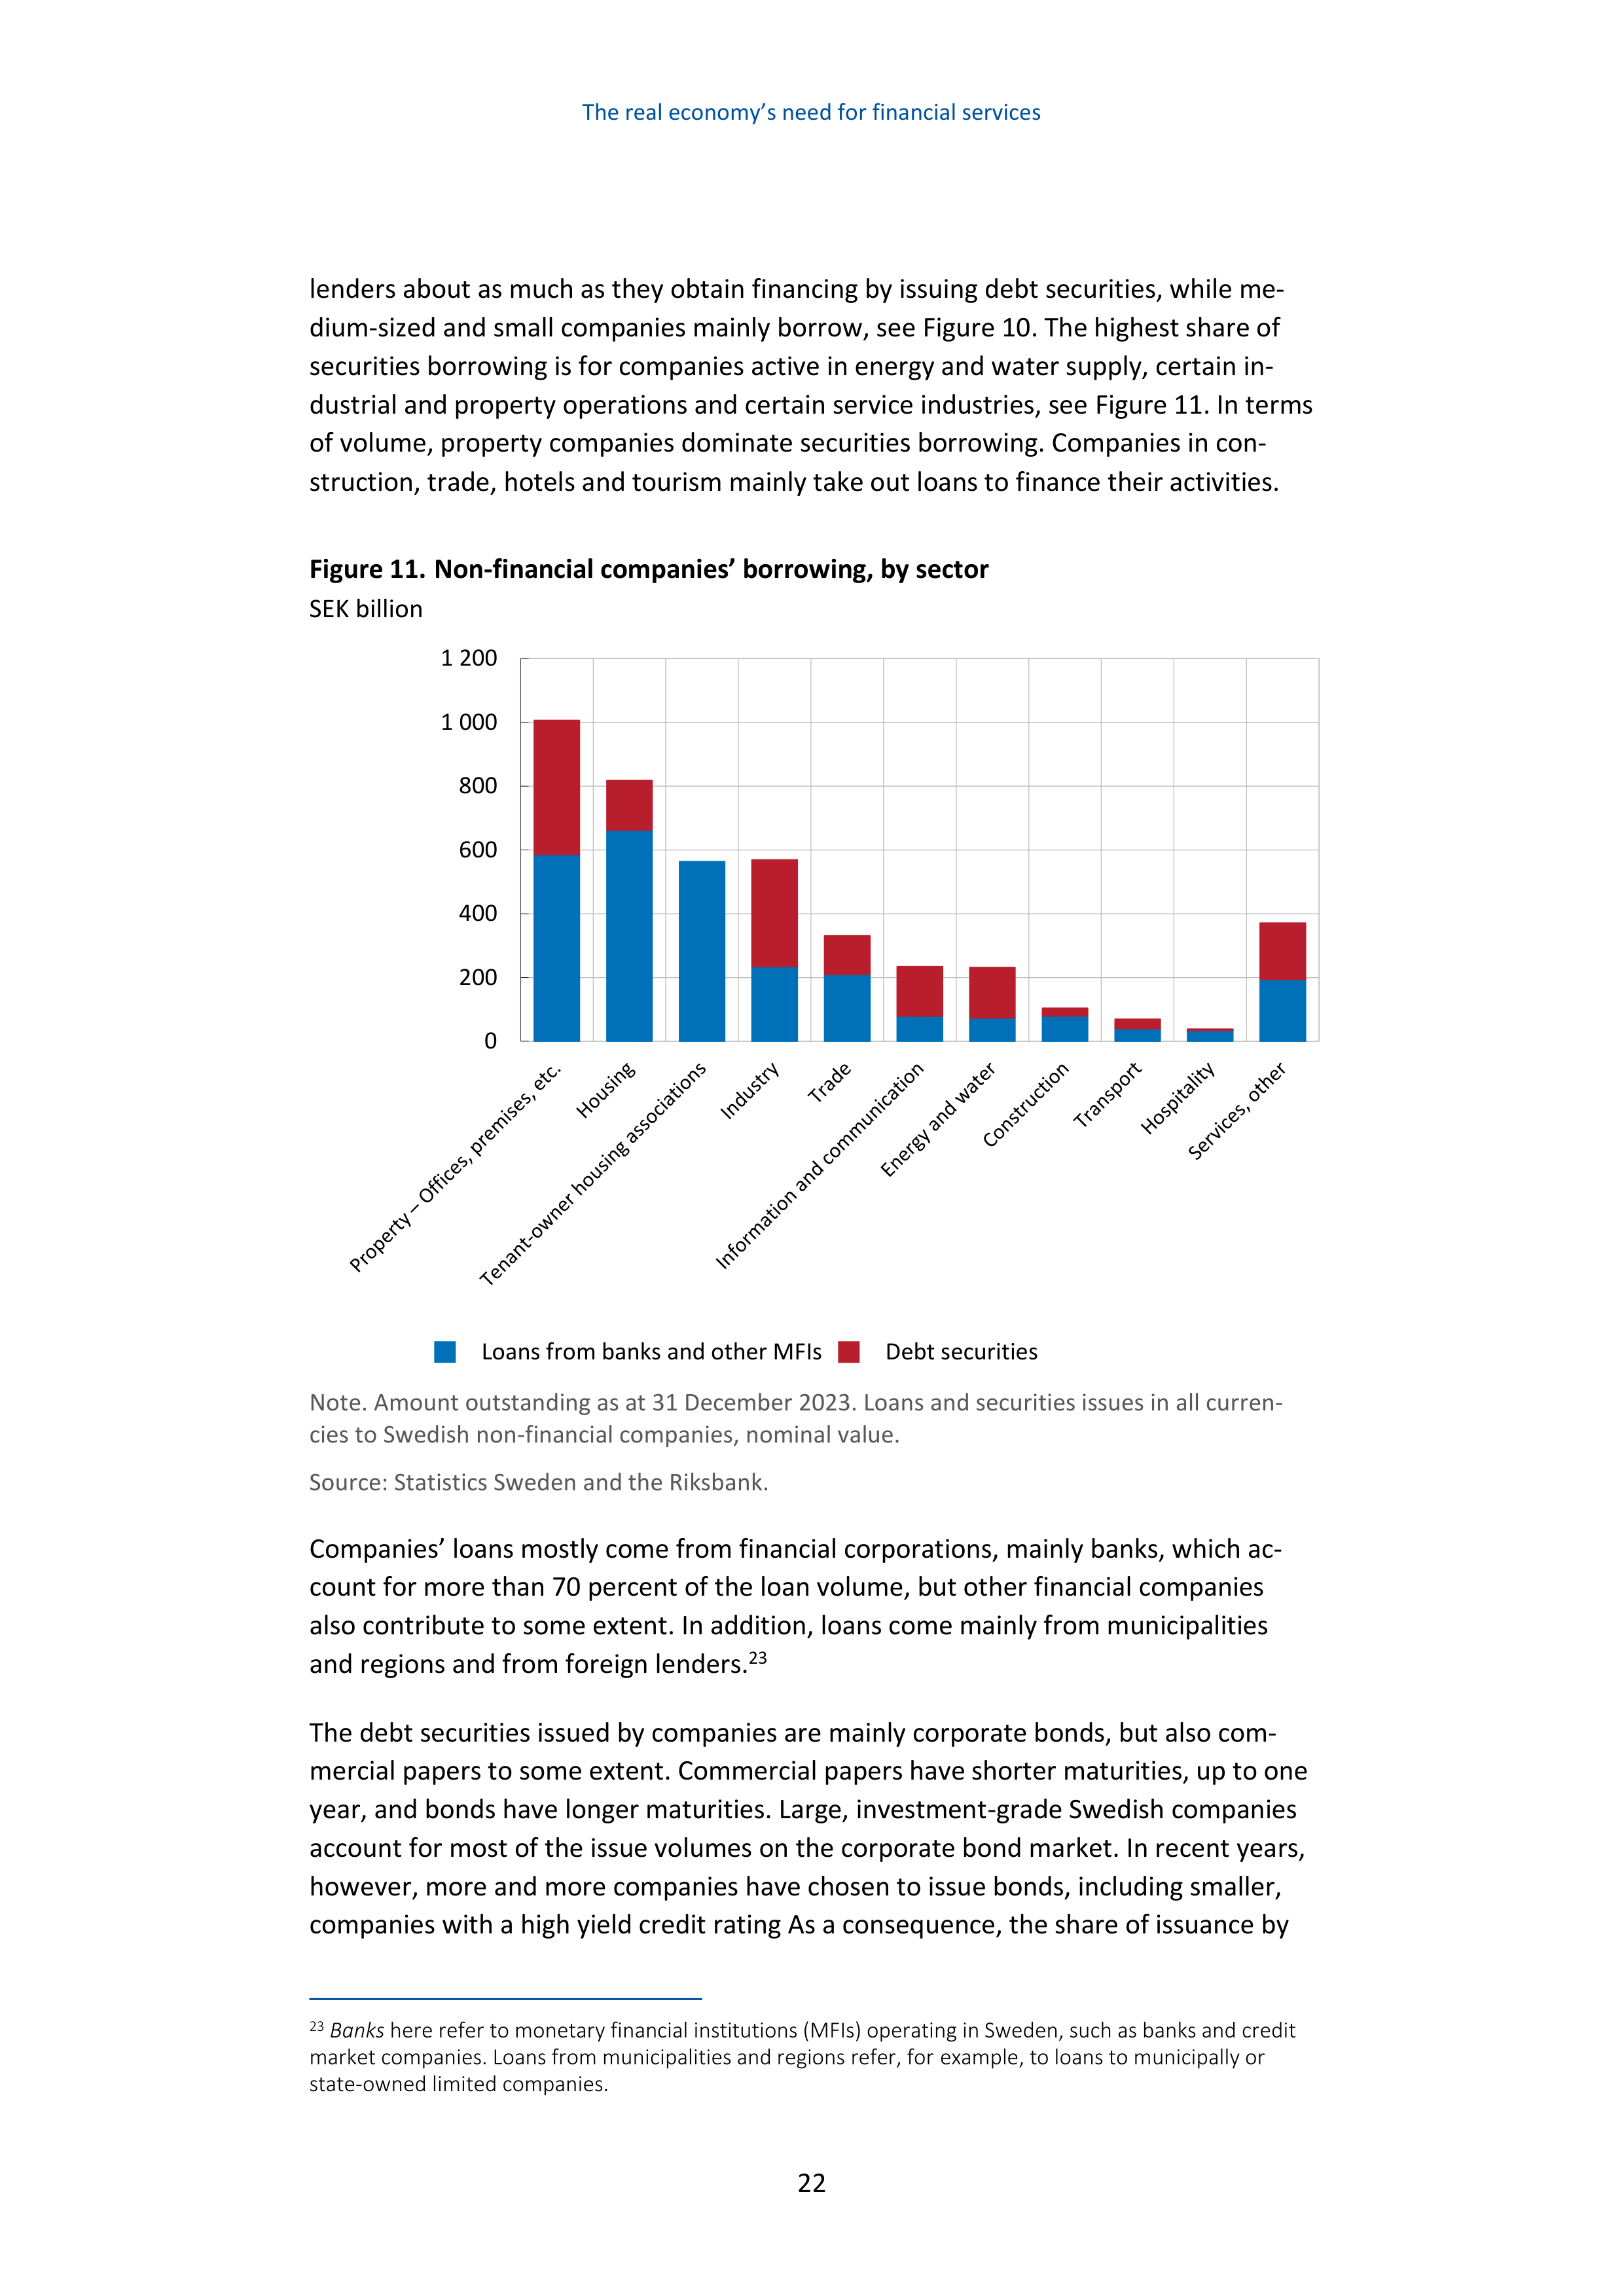 The real economy’s need for financial services
lenders about as much as they obtain financing by issuing debt securities, while me-
dium-sized and small companies mainly borrow, see Figure 10. The highest share of
securities borrowing is for companies active in energy and water supply, certain in-
dustrial and property operations and certain service industries, see Figure 11. In terms
of volume, property companies dominate securities borrowing. Companies in con-
struction, trade, hotels and tourism mainly take out loans to finance their activities.
Figure 11. Non-financial companies’ borrowing, by sector
SEK billion
1 200
1 000
800
600
400
200
0
Property – Offices, premises, etc.
Housing
Tenant-owner housing associations
Industry
Trade
Information and communication
Energy and water
Construction
Transport
Hospitality
Services, other
Loans from banks and other MFIs
Debt securities
Note. Amount outstanding as at 31 December 2023. Loans and securities issues in all curren-
cies to Swedish non-financial companies, nominal value.
Source: Statistics Sweden and the Riksbank.
Companies’ loans mostly come from financial corporations, mainly banks, which ac-
count for more than 70 percent of the loan volume, but other financial companies
also contribute to some extent. In addition, loans come mainly from municipalities
and regions and from foreign lenders.23
The debt securities issued by companies are mainly corporate bonds, but also com-
mercial papers to some extent. Commercial papers have shorter maturities, up to one
year, and bonds have longer maturities. Large, investment-grade Swedish companies
account for most of the issue volumes on the corporate bond market. In recent years,
however, more and more companies have chosen to issue bonds, including smaller,
companies with a high yield credit rating As a consequence, the share of issuance by
23 Banks here refer to monetary financial institutions (MFIs) operating in Sweden, such as banks and credit
market companies. Loans from municipalities and regions refer, for example, to loans to municipally or
state-owned limited companies.
22